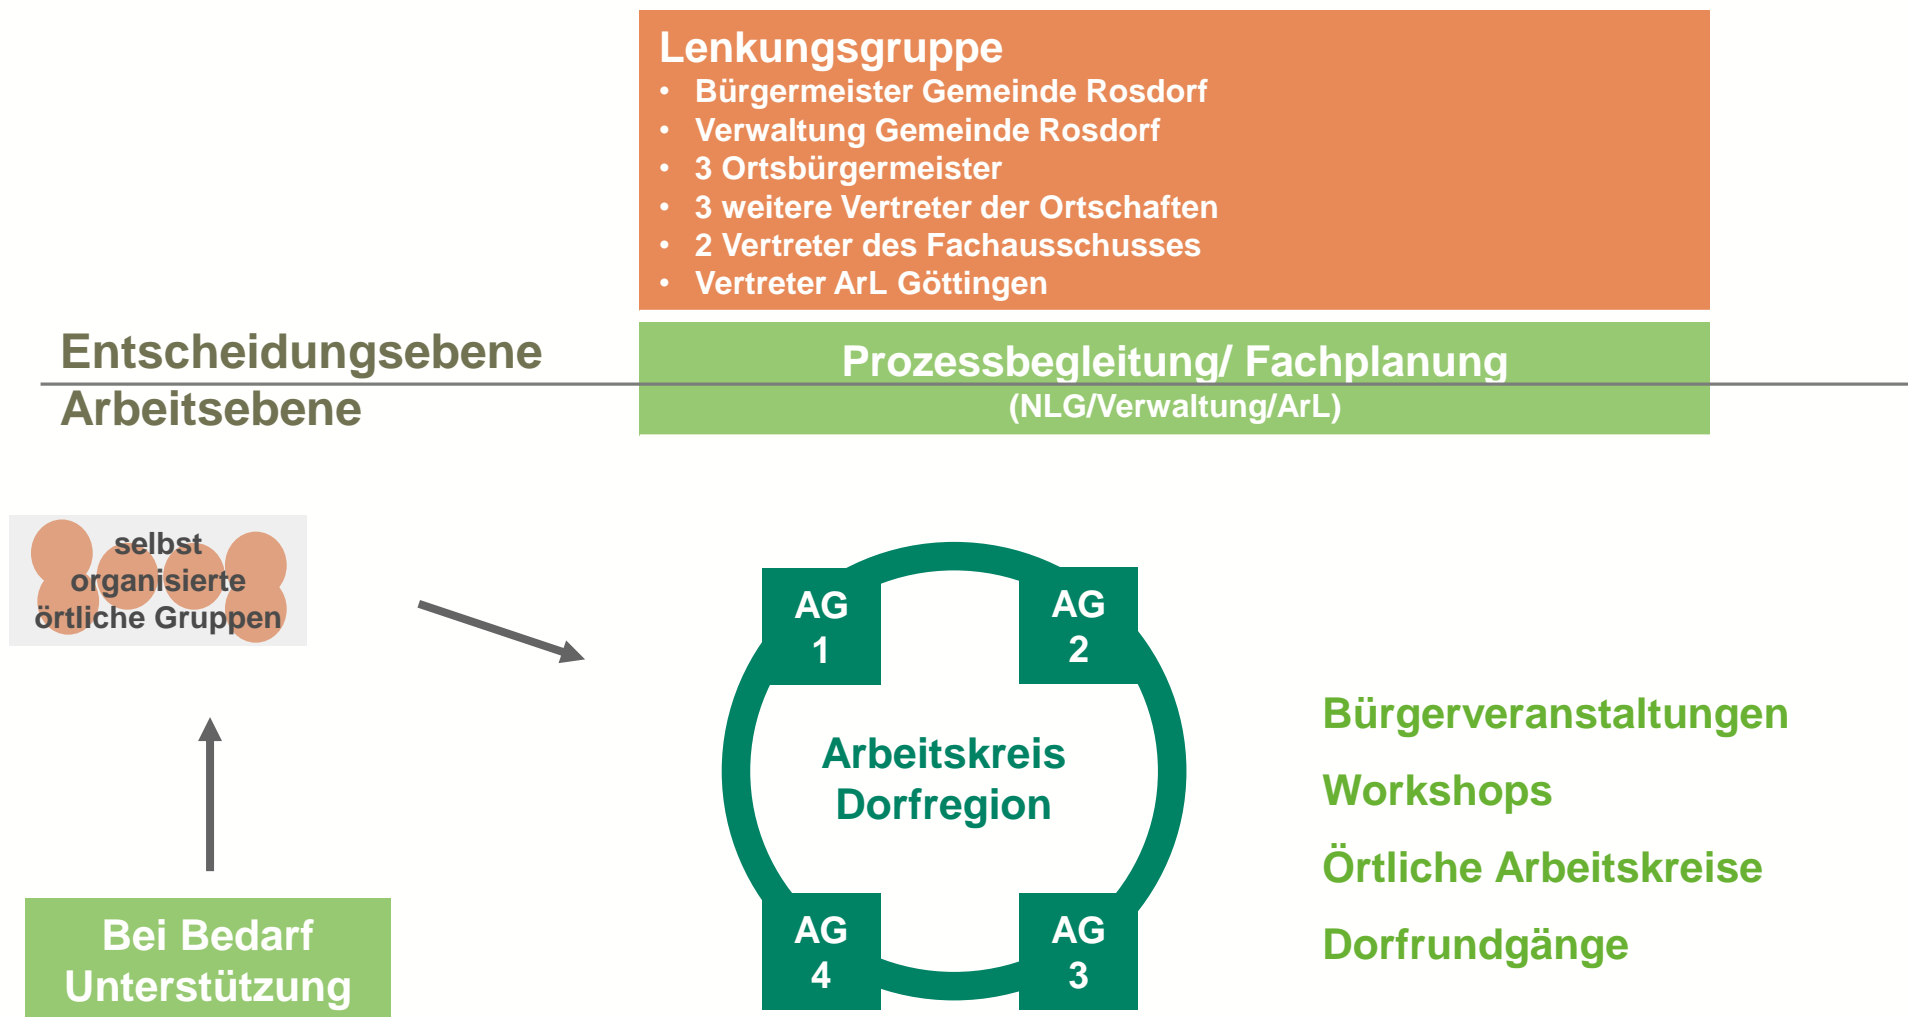 Lenkungsgruppe
• Bürgermeister Gemeinde Rosdorf
• Verwaltung Gemeinde Rosdorf
• 3 Ortsbürgermeister
• 3 weitere Vertreter der Ortschaften
• 2 Vertreter des Fachausschusses
• Vertreter ArL Göttingen
Entscheidungsebene
Arbeitsebene
Prozessbegleitung/ Fachplanung
(NLG/Verwaltung/ArL)
selbst
organisierte
örtliche Gruppen
Bei Bedarf
Unterstützung
AG
1
AG
2
Arbeitskreis
Dorfregion
AG
4
AG
3
Bürgerveranstaltungen
Workshops
Örtliche Arbeitskreise
Dorfrundgänge